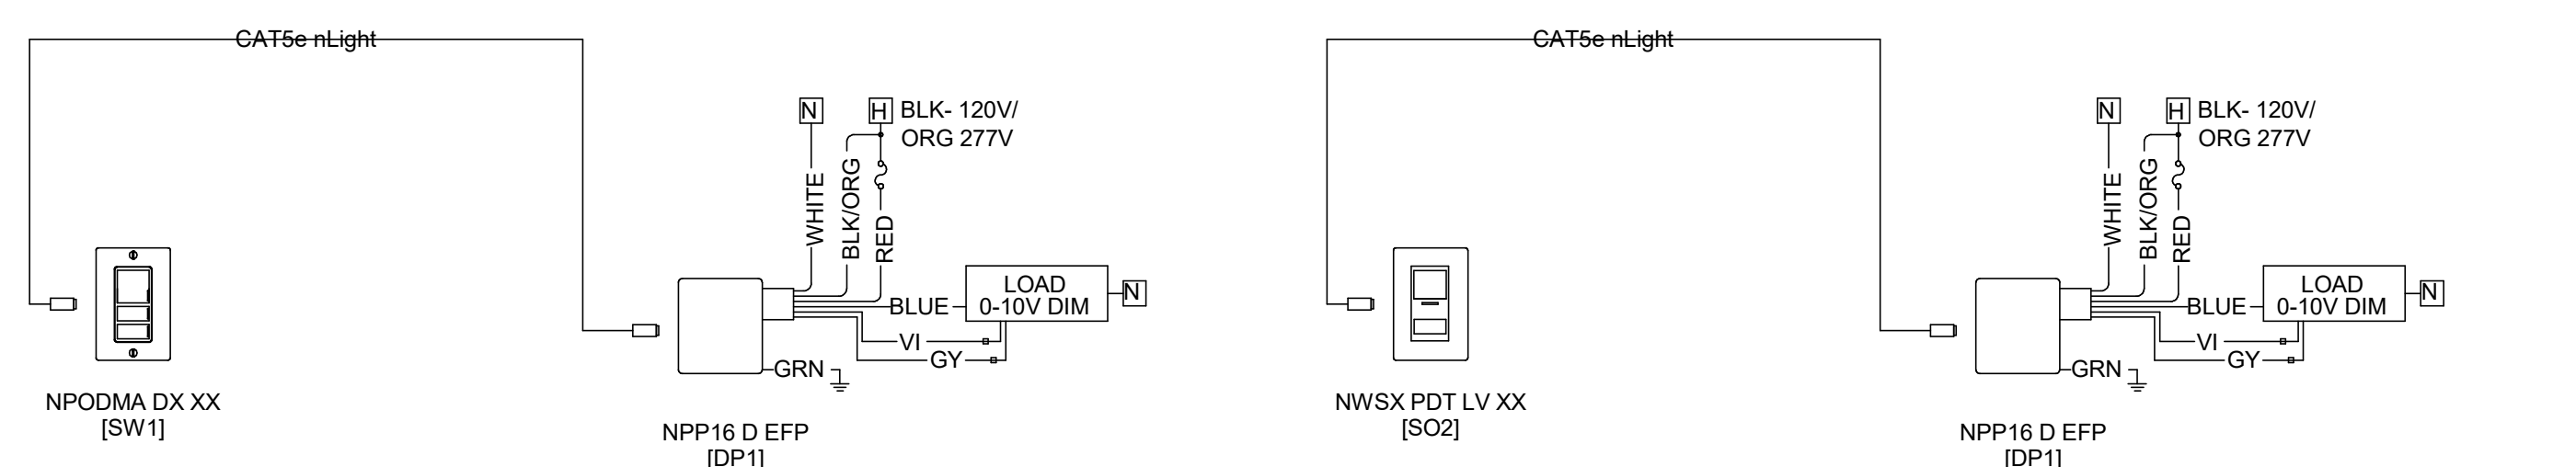 CAT5e nLight
N
H
BLK- 120V/
ORG 277V
WHITE
BLK/ORG
RED
LOAD
0-10V DIM
N
BLUE
VI
GY
GRN
NPODMA DX XX
[SW1]
NPP16 D EFP
[DP1]
CAT5e nLight
N
H
BLK- 120V/
ORG 277V
WHITE
BLK/ORG
RED
LOAD
0-10V DIM
N
BLUE
VI
GY
GRN
NWSX PDT LV XX
[SO2]
NPP16 D EFP
[DP1]